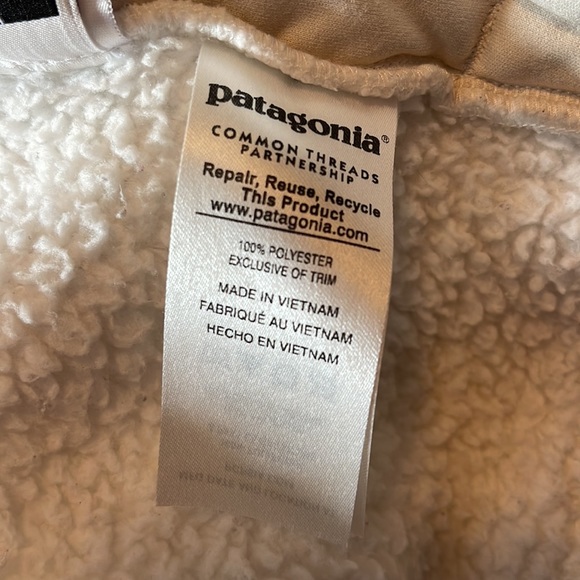 patagonia®
COMMON THREADS
PARTNERSHIP
Repair, Reuse, Recycle
This Product
www.patagonia.com
100% POLYESTER
EXCLUSIVE OF TRIM
MADE IN VIETNAM
FABRIQUÉ AU VIETNAM
HECHO EN VIETNAM